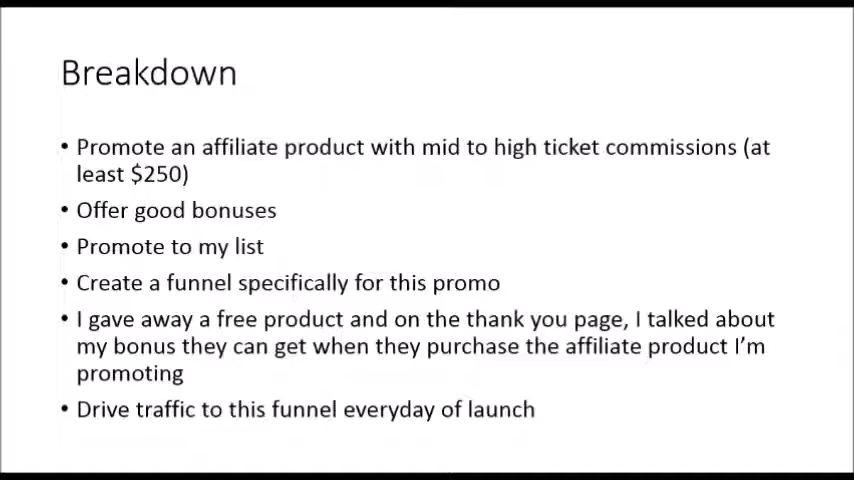 Breakdown
• Promote an affiliate product with mid to high ticket commissions (at
least $250)
• Offer good bonuses
• Promote to my list
• Create a funnel specifically for this promo
• I gave away a free product and on the thank you page, I talked about
my bonus they can get when they purchase the affiliate product I'm
promoting
• Drive traffic to this funnel everyday of launch